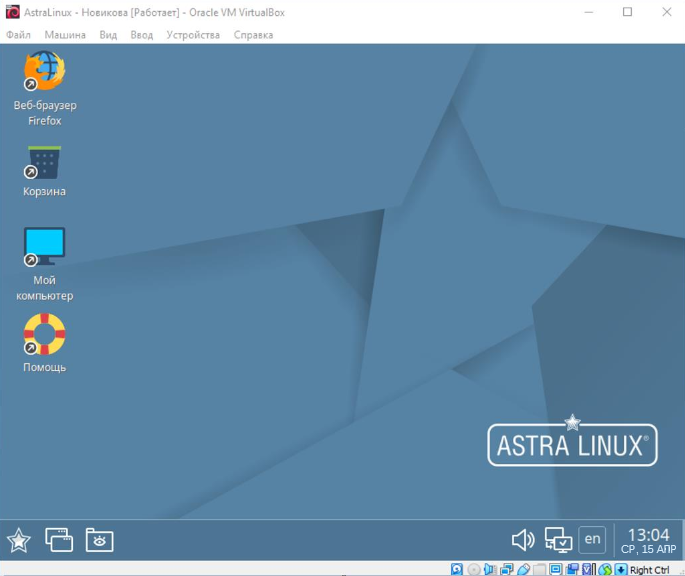 AstraLinux - Новикова [Работает] - Oracle VM VirtualBox
Файл Машина Вид Ввод Устройства Справка
Веб-браузер
Firefox
Корзина
Мой
компьютер
Помощь
ASTRA LINUX®
en
13:04
СР, 15 АПР
Right Ctrl